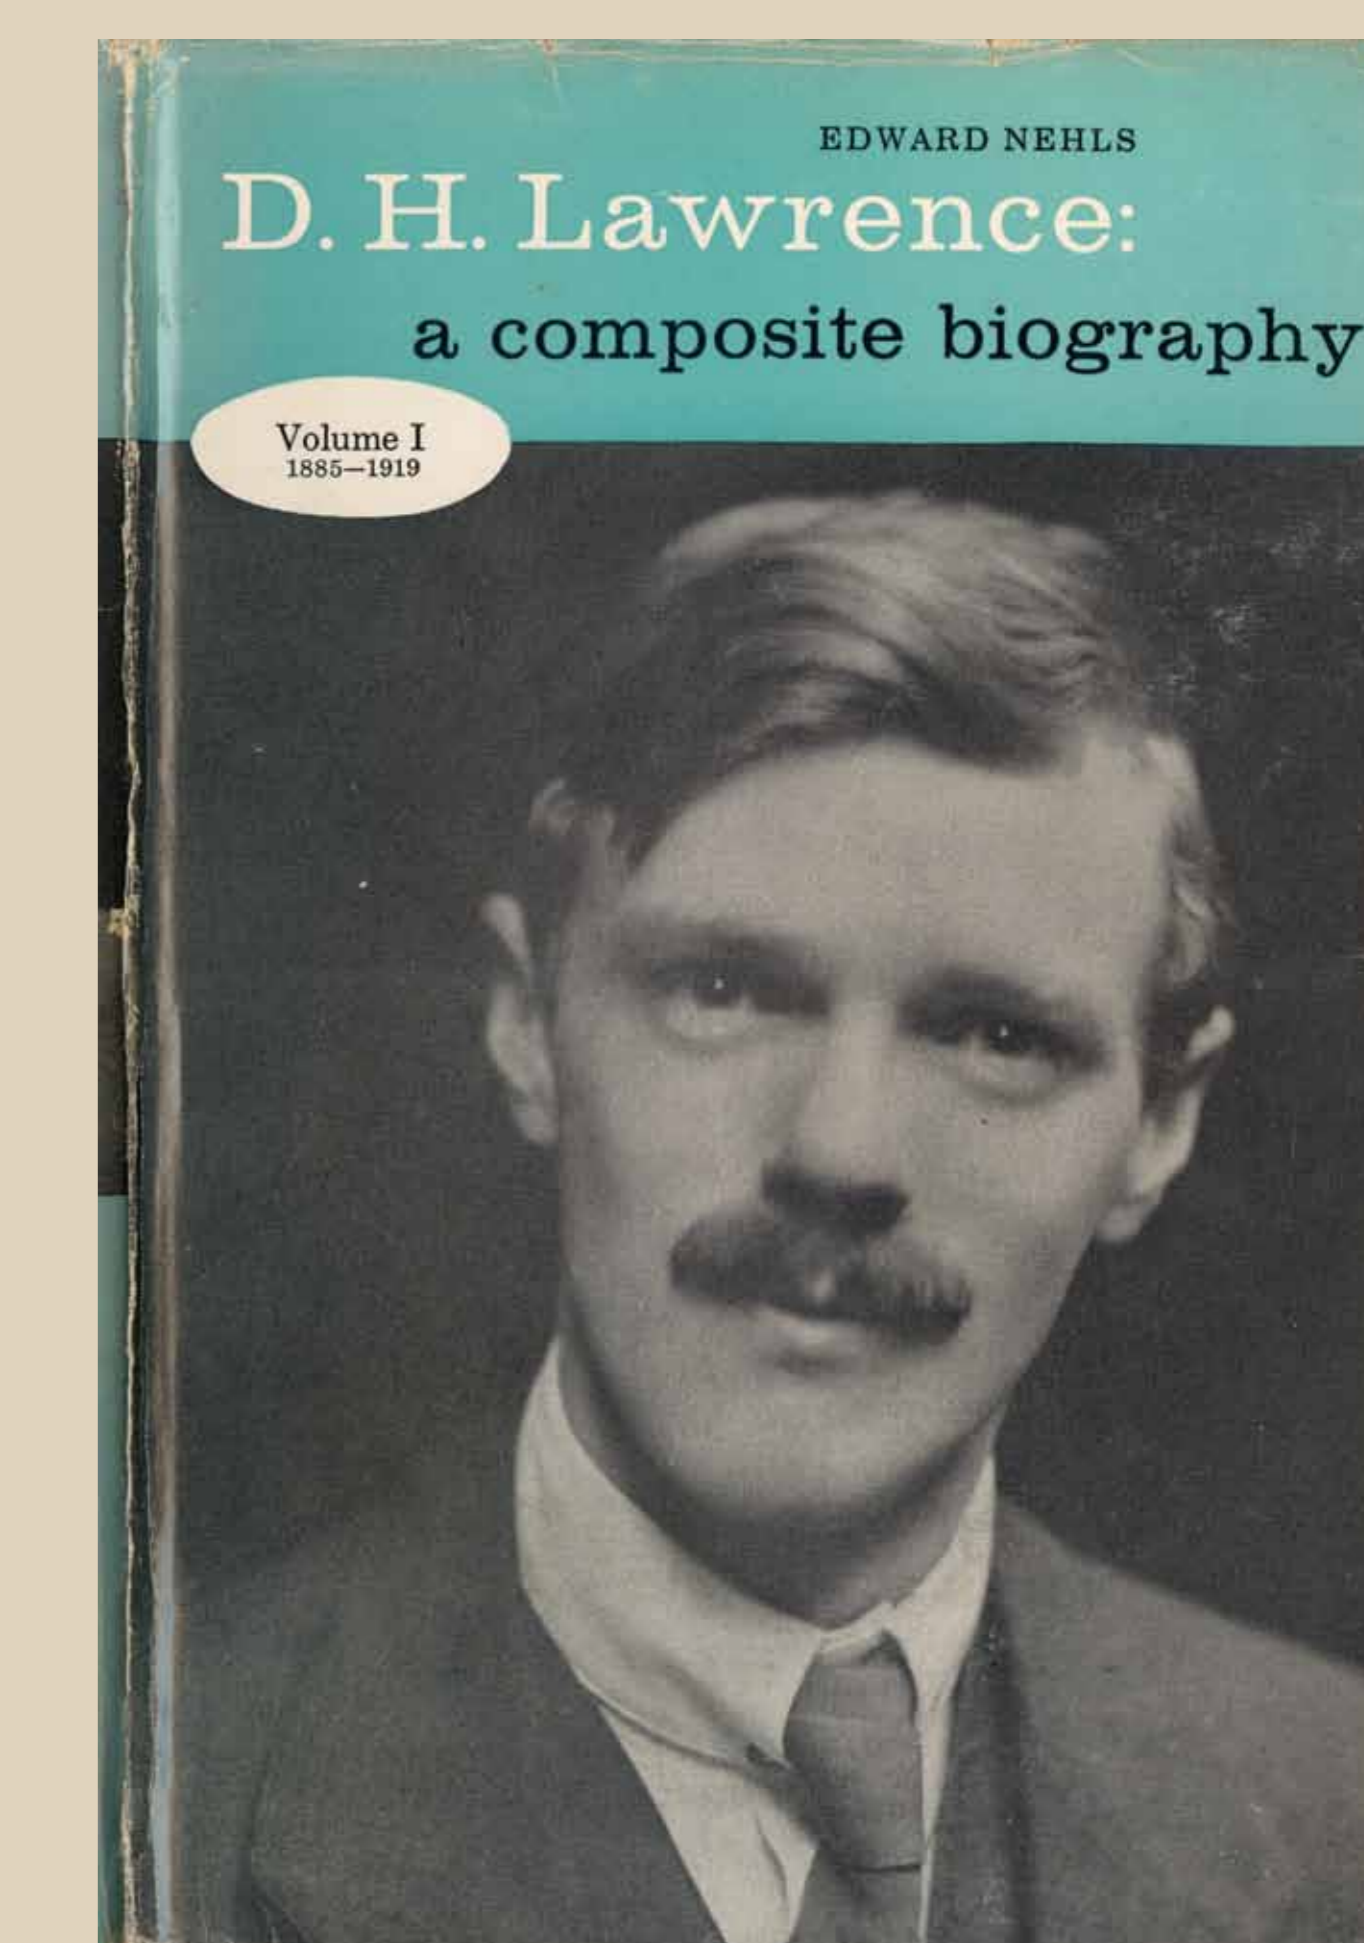 EDWARD NEHLS
D. H. Lawrence:
a composite biography
Volume I
1885—1919